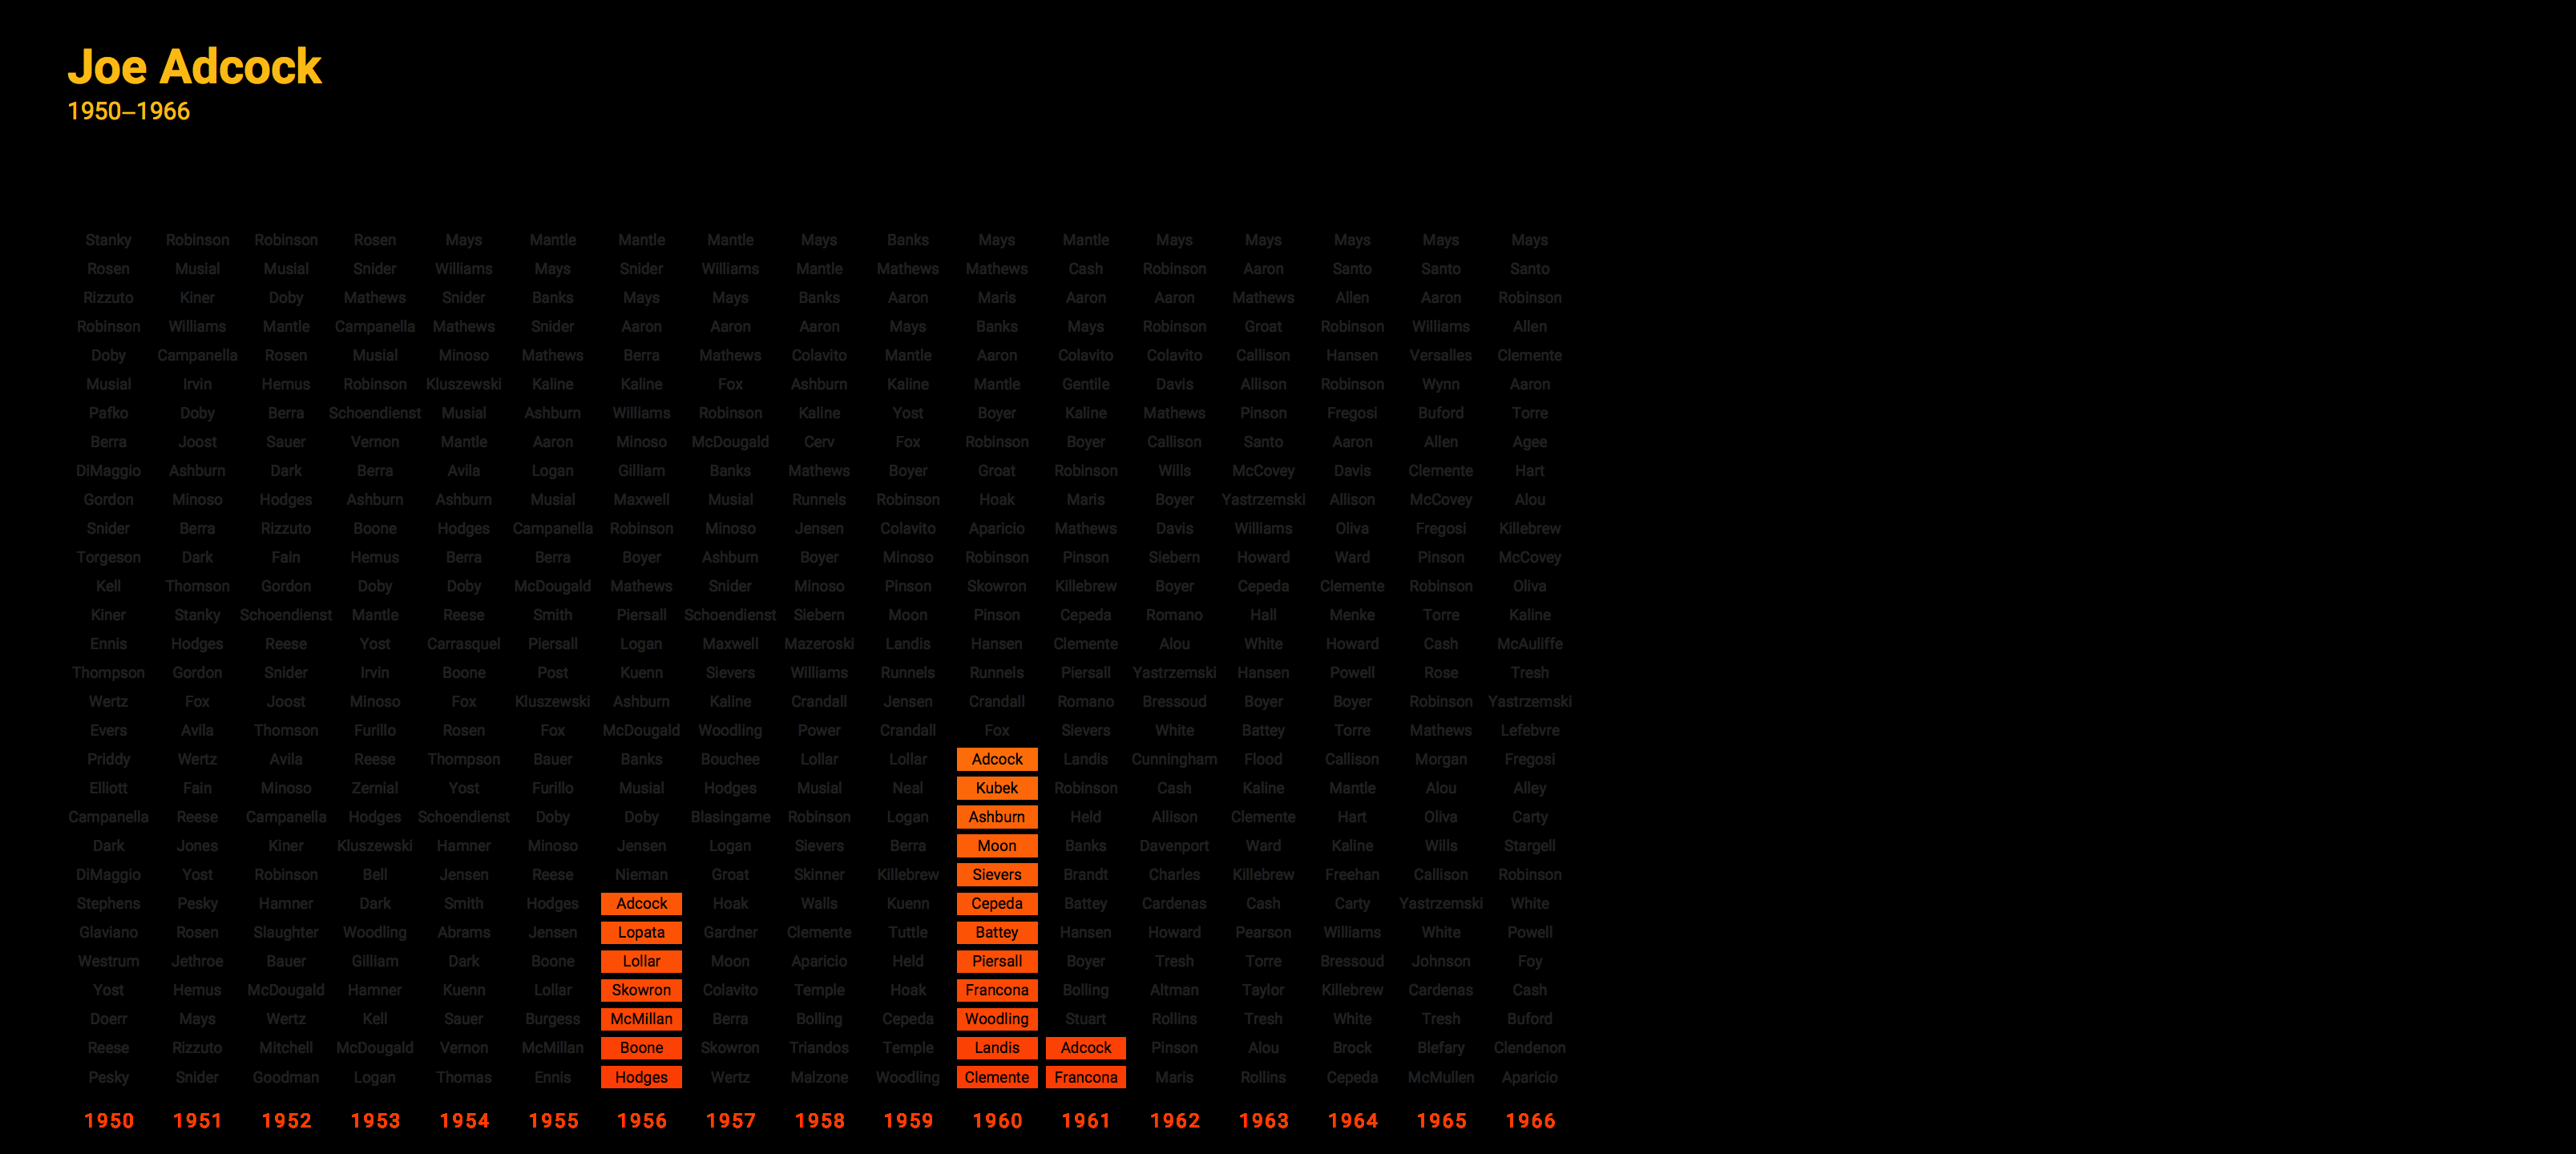 Joe Adcock
1950–1966
Stanky Robinson Robinson Rosen Mays Mantle Mantle Mantle Mays Banks Mays Mantle Mays Mays Mays Mays Mays
Rosen Musial Musial Snider Williams Mays Snider Williams Mantle Mathews Mathews Cash Robinson Aaron Santo Santo Santo
Rizzuto Kiner Doby Mathews Snider Banks Mays Mays Banks Aaron Maris Aaron Aaron Mathews Allen Aaron Robinson
Robinson Williams Mantle Campanella Mathews Snider Aaron Aaron Aaron Mays Banks Mays Robinson Groat Robinson Williams Allen
Doby Campanella Rosen Musial Minoso Mathews Berra Mathews Colavito Mantle Aaron Colavito Colavito Callison Hansen Versalles Clemente
Musial Irvin Hemus Robinson Kluszewski Kaline Kaline Fox Ashburn Kaline Mantle Gentile Davis Allison Robinson Wynn Aaron
Pafko Doby Berra Schoendienst Musial Ashburn Williams Robinson Kaline Yost Boyer Kaline Mathews Pinson Fregosi Buford Torre
Berra Joost Sauer Vernon Mantle Aaron Minoso McDougald Cerv Fox Robinson Boyer Callison Santo Aaron Allen Agee
DiMaggio Ashburn Dark Berra Avila Logan Gilliam Banks Mathews Boyer Groat Robinson Wills McCovey Davis Clemente Hart
Gordon Minoso Hodges Ashburn Ashburn Musial Maxwell Musial Runnels Robinson Hoak Maris Boyer Yastrzemski Allison McCovey Alou
Snider Berra Rizzuto Boone Hodges Campanella Robinson Minoso Jensen Colavito Aparicio Mathews Davis Williams Oliva Fregosi Killebrew
Torgeson Dark Fain Hemus Berra Berra Boyer Ashburn Boyer Minoso Robinson Pinson Siebern Howard Ward Pinson McCovey
Kell Thomson Gordon Doby Doby McDougald Mathews Snider Minoso Pinson Skowron Killebrew Boyer Cepeda Clemente Robinson Oliva
Kiner Stanky Schoendienst Mantle Reese Smith Piersall Schoendienst Siebern Moon Pinson Cepeda Romano Hall Menke Torre Kaline
Ennis Hodges Reese Yost Carrasquel Piersall Logan Maxwell Mazeroski Landis Hansen Clemente Alou White Howard Cash McAuliffe
Thompson Gordon Snider Irvin Boone Post Kuenn Sievers Williams Runnels Runnels Piersall Yastrzemski Hansen Powell Rose Tresh
Wertz Fox Joost Minoso Fox Kluszewski Ashburn Kaline Crandall Jensen Crandall Romano Bressoud Boyer Boyer Robinson Yastrzemski
Evers Avila Thomson Furillo Rosen Fox McDougald Woodling Power Crandall Fox Sievers White Battey Torre Mathews Lefebvre
Priddy Wertz Avila Reese Thompson Bauer Banks Bouchee Lollar Lollar Adcock Landis Cunningham Flood Callison Morgan Fregosi
Elliott Fain Minoso Zernial Yost Furillo Musial Hodges Musial Neal Kubek Robinson Cash Kaline Mantle Alou Alley
Campanella Reese Campanella Hodges Schoendienst Doby Doby Blasingame Robinson Logan Ashburn Held Allison Clemente Hart Oliva Carty
Dark Jones Kiner Kluszewski Hamner Minoso Jensen Logan Sievers Berra Moon Banks Davenport Ward Kaline Wills Stargell
DiMaggio Yost Robinson Bell Jensen Reese Nieman Groat Skinner Killebrew Sievers Brandt Charles Killebrew Freehan Callison Robinson
Stephens Pesky Hamner Dark Smith Hodges Adcock Hoak Walls Kuenn Cepeda Battey Cardenas Cash Carty Yastrzemski White
Glaviano Rosen Slaughter Woodling Abrams Jensen Lopata Gardner Clemente Tuttle Battey Hansen Howard Pearson Williams White Powell
Westrum Jethroe Bauer Gilliam Dark Boone Lollar Moon Aparicio Held Piersall Boyer Tresh Torre Bressoud Johnson Foy
Yost Hemus McDougald Hamner Kuenn Lollar Skowron Colavito Temple Hoak Francona Bolling Altman Taylor Killebrew Cardenas Cash
Doerr Mays Wertz Kell Sauer Burgess McMillan Berra Bolling Cepeda Woodling Stuart Rollins Tresh White Tresh Buford
Reese Rizzuto Mitchell McDougald Vernon McMillan Boone Skowron Triandos Temple Landis Adcock Pinson Alou Brock Blefary Clendenon
Pesky Snider Goodman Logan Thomas Ennis Hodges Wertz Malzone Woodling Clemente Francona Maris Rollins Cepeda McMullen Aparicio
1950 1951 1952 1953 1954 1955 1956 1957 1958 1959 1960 1961 1962 1963 1964 1965 1966